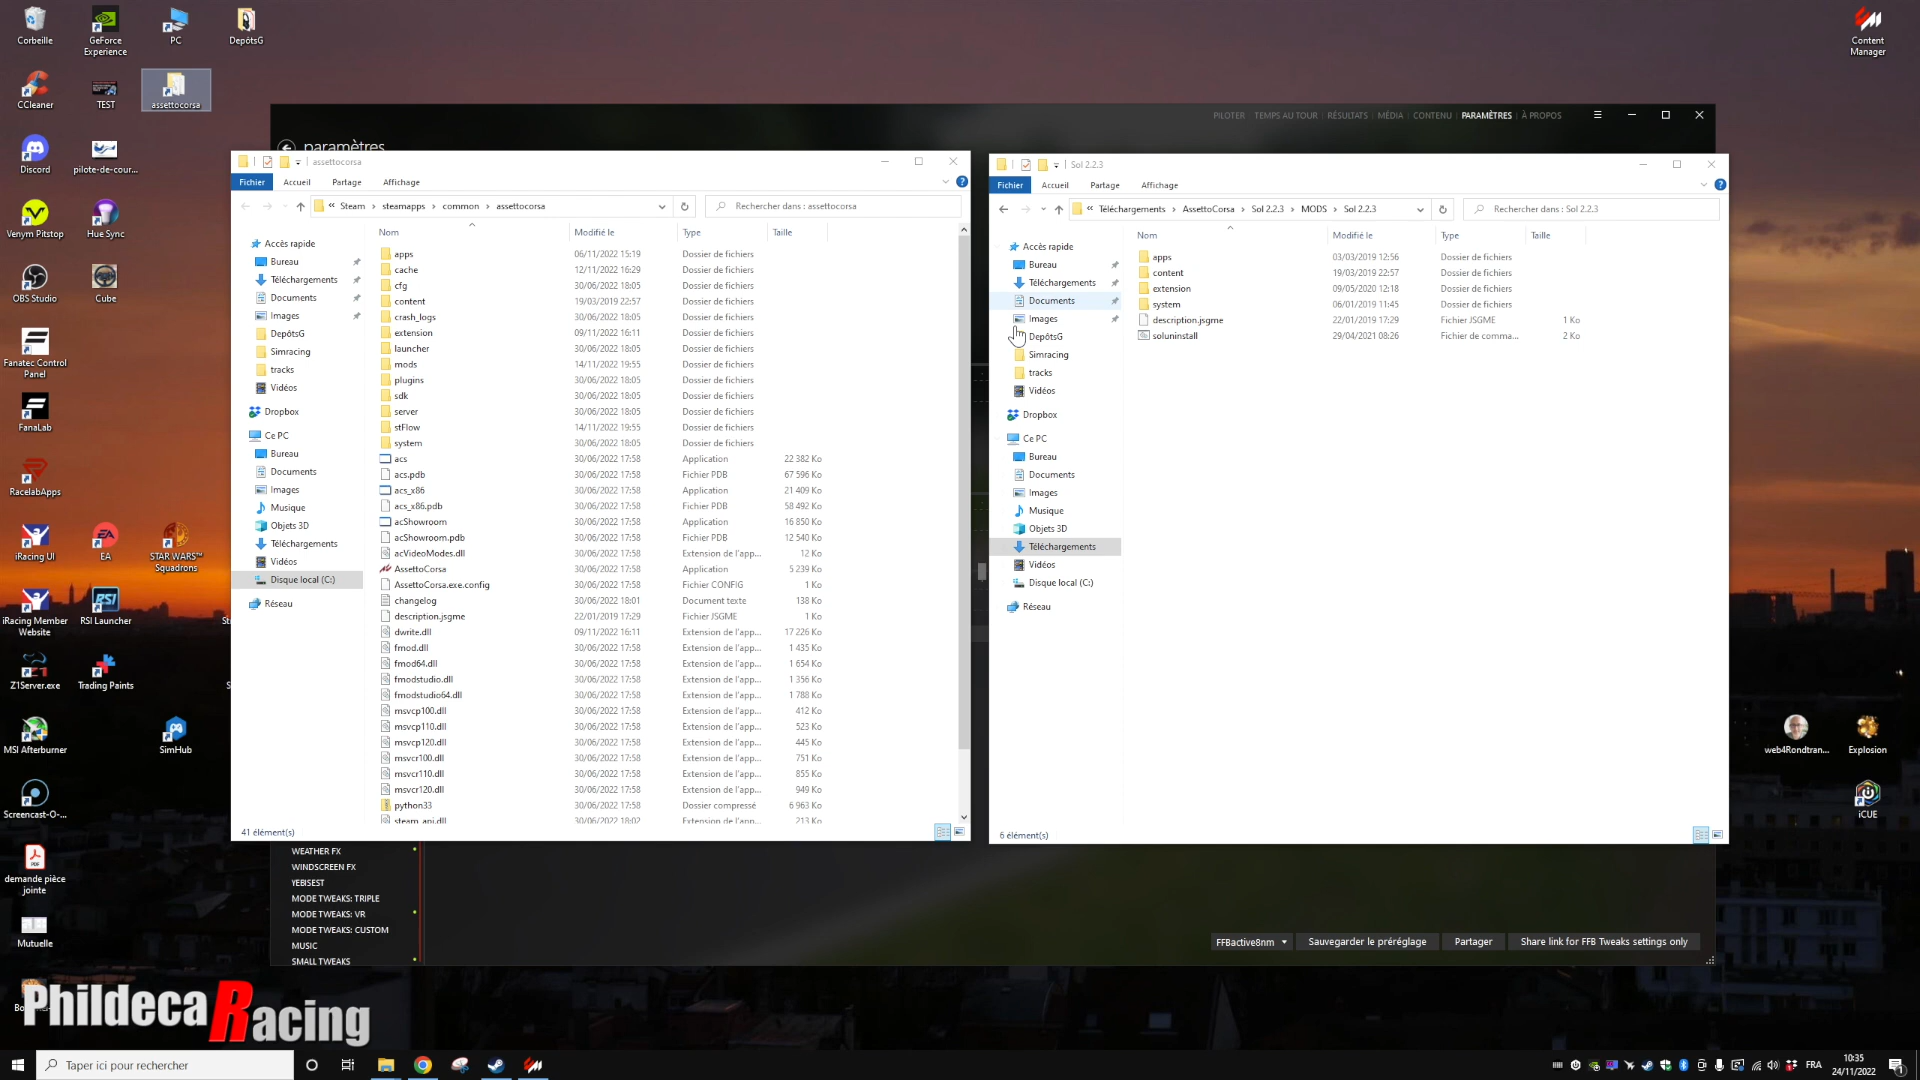 Corbeille
GeForce Experience
PC
DepôtsG
Content Manager
CCleaner
TEST
assettocorsa
Discord
pilote-de-cour...
Venym Pitstop
Hue Sync
OBS Studio
Cube
Fanatec Control Panel
FanaLab
RacelabApps
iRacing UI
EA
STAR WARS™ Squadrons
iRacing Member Website
RSI Launcher
Z1Server.exe
Trading Paints
MSI Afterburner
SimHub
Screencast-O-...
demande pièce jointe
Mutuelle
web4Rondtran...
Explosion
iCUE
PILOTER TEMPS AU TOUR RÉSULTATS MÉDIA CONTENU PARAMÈTRES À PROPOS
paramètres
assettocorsa
Fichier Accueil Partage Affichage
« Steam > steamapps > common > assettocorsa
Rechercher dans : assettocorsa
Accès rapide
Bureau
Téléchargements
Documents
Images
DepôtsG
Simracing
tracks
Vidéos
Dropbox
Ce PC
Bureau
Documents
Images
Musique
Objets 3D
Téléchargements
Vidéos
Disque local (C:)
Réseau
Nom Modifié le Type Taille
apps 06/11/2022 15:19 Dossier de fichiers
cache 12/11/2022 16:29 Dossier de fichiers
cfg 30/06/2022 18:05 Dossier de fichiers
content 19/03/2019 22:57 Dossier de fichiers
crash_logs 30/06/2022 18:05 Dossier de fichiers
extension 09/11/2022 16:11 Dossier de fichiers
launcher 30/06/2022 18:05 Dossier de fichiers
mods 14/11/2022 19:55 Dossier de fichiers
plugins 30/06/2022 18:05 Dossier de fichiers
sdk 30/06/2022 18:05 Dossier de fichiers
server 30/06/2022 18:05 Dossier de fichiers
stFlow 14/11/2022 19:55 Dossier de fichiers
system 30/06/2022 18:05 Dossier de fichiers
acs 30/06/2022 17:58 Application 22 382 Ko
acs.pdb 30/06/2022 17:58 Fichier PDB 67 596 Ko
acs_x86 30/06/2022 17:58 Application 21 409 Ko
acs_x86.pdb 30/06/2022 17:58 Fichier PDB 58 492 Ko
acShowroom 30/06/2022 17:58 Application 16 850 Ko
acShowroom.pdb 30/06/2022 17:58 Fichier PDB 12 540 Ko
acVideoModes.dll 30/06/2022 17:58 Extension de l'app... 12 Ko
AssettoCorsa 30/06/2022 17:58 Application 5 239 Ko
AssettoCorsa.exe.config 30/06/2022 17:58 Fichier CONFIG 1 Ko
changelog 30/06/2022 18:01 Document texte 138 Ko
description.jsgme 22/01/2019 17:29 Fichier JSGME 1 Ko
dwrite.dll 09/11/2022 16:11 Extension de l'app... 17 226 Ko
fmod.dll 30/06/2022 17:58 Extension de l'app... 1 435 Ko
fmod64.dll 30/06/2022 17:58 Extension de l'app... 1 654 Ko
fmodstudio.dll 30/06/2022 17:58 Extension de l'app... 1 356 Ko
fmodstudio64.dll 30/06/2022 17:58 Extension de l'app... 1 788 Ko
msvcp100.dll 30/06/2022 17:58 Extension de l'app... 412 Ko
msvcp110.dll 30/06/2022 17:58 Extension de l'app... 523 Ko
msvcp120.dll 30/06/2022 17:58 Extension de l'app... 445 Ko
msvcr100.dll 30/06/2022 17:58 Extension de l'app... 751 Ko
msvcr110.dll 30/06/2022 17:58 Extension de l'app... 855 Ko
msvcr120.dll 30/06/2022 17:58 Extension de l'app... 949 Ko
python33 30/06/2022 17:58 Dossier compressé 6 963 Ko
steam_api.dll 30/06/2022 18:02 Extension de l'app... 213 Ko
41 élément(s)
Sol 2.2.3
Fichier Accueil Partage Affichage
« Téléchargements > AssettoCorsa > Sol 2.2.3 > MODS > Sol 2.2.3
Rechercher dans : Sol 2.2.3
Accès rapide
Bureau
Téléchargements
Documents
Images
DepôtsG
Simracing
tracks
Vidéos
Dropbox
Ce PC
Bureau
Documents
Images
Musique
Objets 3D
Téléchargements
Vidéos
Disque local (C:)
Réseau
Nom Modifié le Type Taille
apps 03/03/2019 12:56 Dossier de fichiers
content 19/03/2019 22:57 Dossier de fichiers
extension 09/05/2020 12:18 Dossier de fichiers
system 06/01/2019 11:45 Dossier de fichiers
description.jsgme 22/01/2019 17:29 Fichier JSGME 1 Ko
soluninstall 29/04/2021 08:26 Fichier de comma... 2 Ko
6 élément(s)
WEATHER FX
WINDSCREEN FX
YEBISEST
MODE TWEAKS: TRIPLE
MODE TWEAKS: VR
MODE TWEAKS: CUSTOM
MUSIC
SMALL TWEAKS
FFBactive8nm Sauvegarder le préréglage Partager Share link for FFB Tweaks settings only
Phildeca Racing
Taper ici pour rechercher
FRA
10:35
24/11/2022